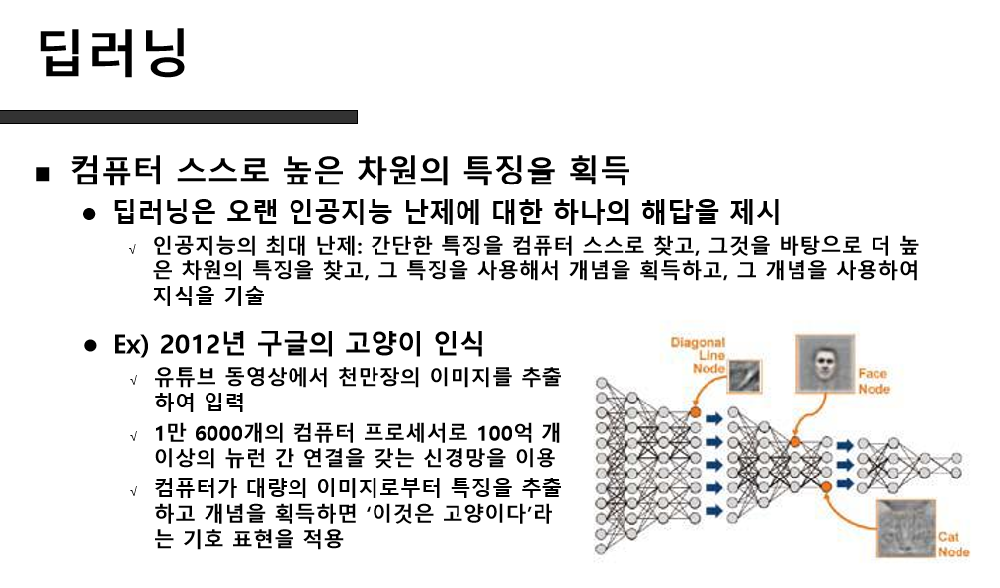 딥러닝
■ 컴퓨터 스스로 높은 차원의 특징을 획득
● 딥러닝은 오랜 인공지능 난제에 대한 하나의 해답을 제시
√ 인공지능의 최대 난제: 간단한 특징을 컴퓨터 스스로 찾고, 그것을 바탕으로 더 높
은 차원의 특징을 찾고, 그 특징을 사용해서 개념을 획득하고, 그 개념을 사용하여
지식을 기술
● Ex) 2012년 구글의 고양이 인식
√ 유튜브 동영상에서 천만장의 이미지를 추출
하여 입력
√ 1만 6000개의 컴퓨터 프로세서로 100억 개
이상의 뉴런 간 연결을 갖는 신경망을 이용
√ 컴퓨터가 대량의 이미지로부터 특징을 추출
하고 개념을 획득하면 ‘이것은 고양이다’라
는 기호 표현을 적용
Diagonal
Line
Node
Face
Node
Cat
Node